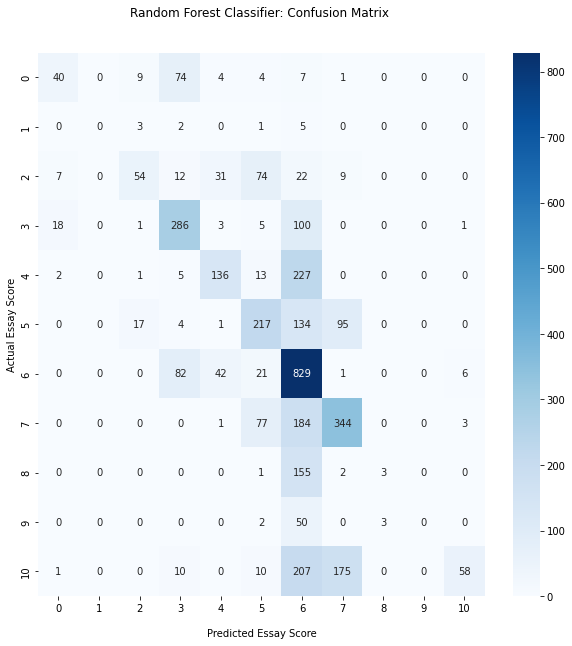 Random Forest Classifier: Confusion Matrix
0 40 0 9 74 4 4 7 1 0 0 0
1 0 0 3 2 0 1 5 0 0 0 0
2 7 0 54 12 31 74 22 9 0 0 0
3 18 0 1 286 3 5 100 0 0 0 1
4 2 0 1 5 136 13 227 0 0 0 0
5 0 0 17 4 1 217 134 95 0 0 0
6 0 0 0 82 42 21 829 1 0 0 6
7 0 0 0 0 1 77 184 344 0 0 3
8 0 0 0 0 0 1 155 2 3 0 0
9 0 0 0 0 0 2 50 0 3 0 0
10 1 0 0 10 0 10 207 175 0 0 58
0 1 2 3 4 5 6 7 8 9 10
Actual Essay Score
Predicted Essay Score
800
700
600
500
400
300
200
100
0